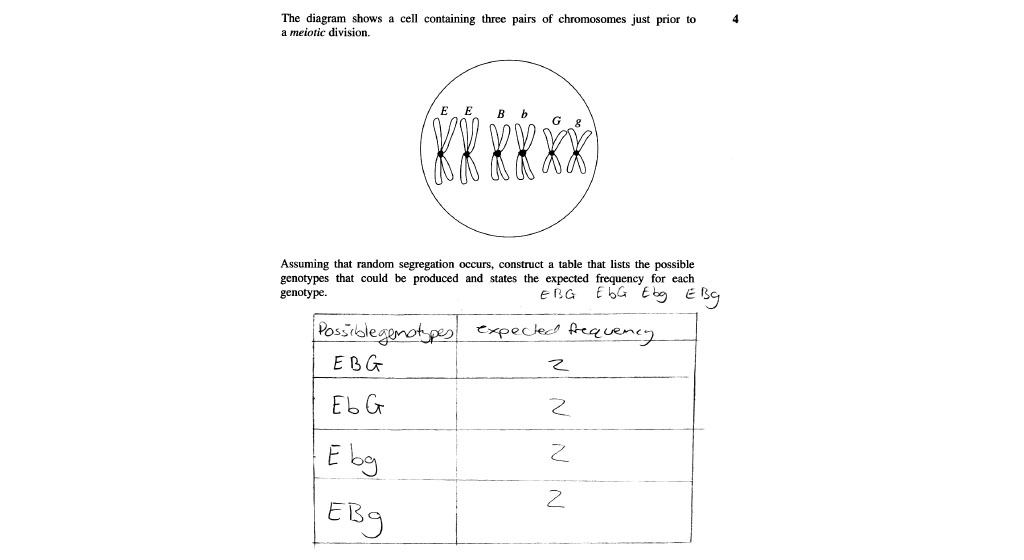 The diagram shows a cell containing three pairs of chromosomes just prior to 4
a meiotic division.
E E B b G g
Assuming that random segregation occurs, construct a table that lists the possible
genotypes that could be produced and states the expected frequency for each
genotype.
EBG EbG Ebg EBg
Possible genotypes expected frequency
EBG 2
EbG 2
Ebg 2
EBg 2